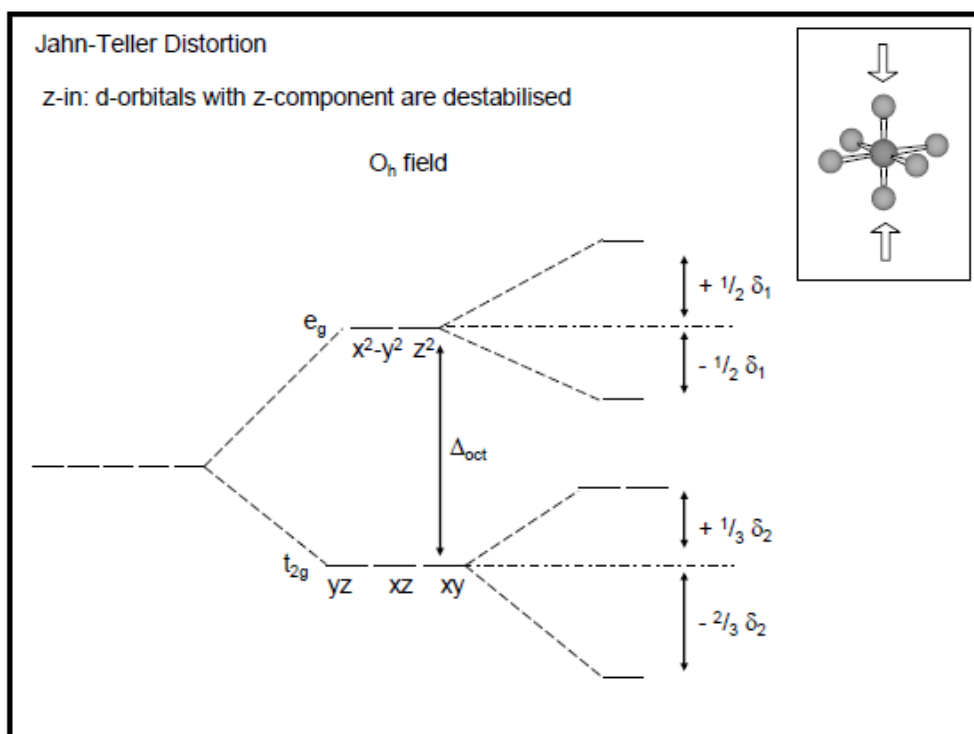 Jahn-Teller Distortion
z-in: d-orbitals with z-component are destabilised
Oₕ field
+ ¹/₂ δ₁
e_g
x²-y² z²
- ¹/₂ δ₁
Δₒct
+ ¹/₃ δ₂
t₂g
yz xz xy
- ²/₃ δ₂